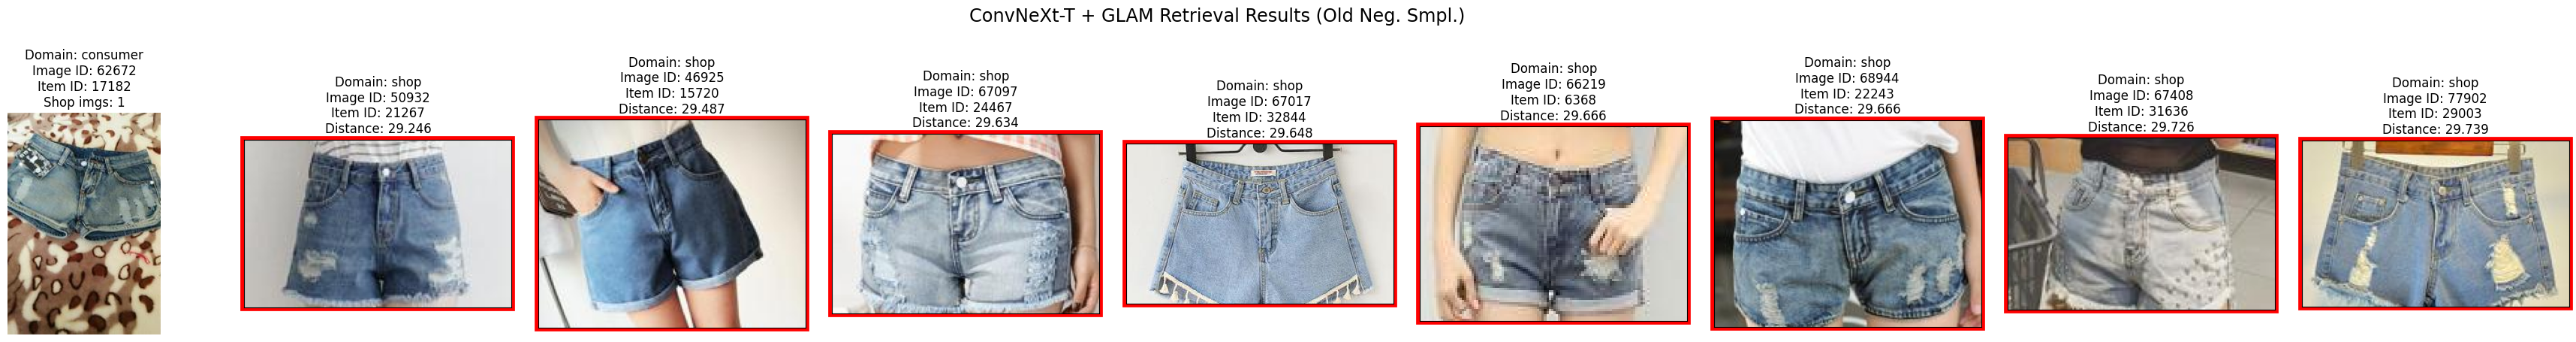 ConvNeXt-T + GLAM Retrieval Results (Old Neg. Smpl.)
Domain: consumer
Image ID: 62672
Item ID: 17182
Shop imgs: 1
Domain: shop
Image ID: 50932
Item ID: 21267
Distance: 29.246
Domain: shop
Image ID: 46925
Item ID: 15720
Distance: 29.487
Domain: shop
Image ID: 67097
Item ID: 24467
Distance: 29.634
Domain: shop
Image ID: 67017
Item ID: 32844
Distance: 29.648
Domain: shop
Image ID: 66219
Item ID: 6368
Distance: 29.666
Domain: shop
Image ID: 68944
Item ID: 22243
Distance: 29.666
Domain: shop
Image ID: 67408
Item ID: 31636
Distance: 29.726
Domain: shop
Image ID: 77902
Item ID: 29003
Distance: 29.739